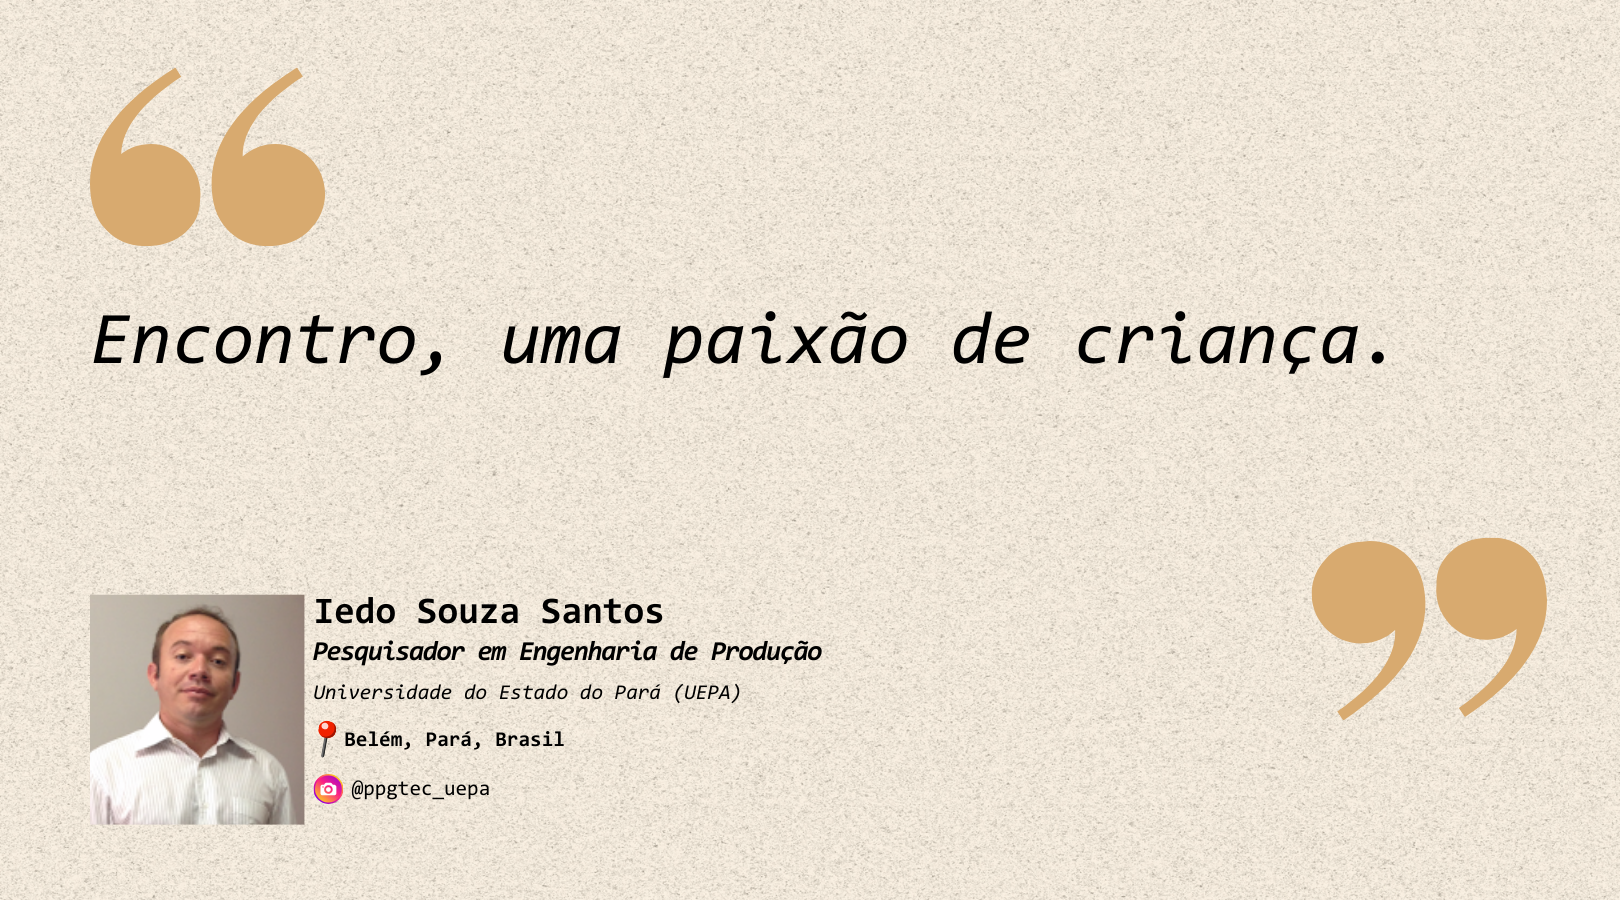 “
Encontro, uma paixão de criança.
”
Iedo Souza Santos
Pesquisador em Engenharia de Produção
Universidade do Estado do Pará (UEPA)
Belém, Pará, Brasil
@ppgtec_uepa